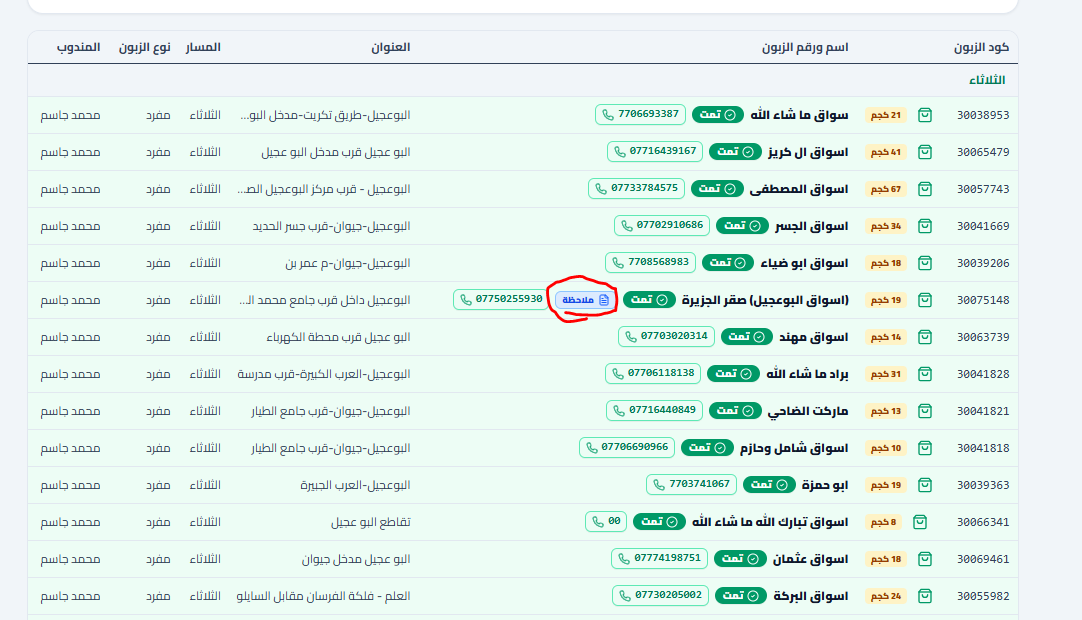 كود الزبون اسم ورقم الزبون العنوان المسار نوع الزبون المندوب
الثلاثاء
30038953 21 كجم سواق ما شاء الله تمت 7706693387 البوعجيل-طريق تكريت-مدخل البو... الثلاثاء مفرد محمد جاسم
30065479 41 كجم اسواق ال كريز تمت 07716439167 البو عجيل قرب مدخل البو عجيل الثلاثاء مفرد محمد جاسم
30057743 67 كجم اسواق المصطفى تمت 07733784575 البوعجيل - قرب مركز البوعجيل الص... الثلاثاء مفرد محمد جاسم
30041669 34 كجم اسواق الجسر تمت 07702910686 البوعجيل-جيوان-قرب جسر الحديد الثلاثاء مفرد محمد جاسم
30039206 18 كجم اسواق ابو ضياء تمت 7708568983 البوعجيل-جيوان-م عمر بن الثلاثاء مفرد محمد جاسم
30075148 19 كجم (اسواق البوعجيل) صقر الجزيرة تمت ملاحظة 07750255930 البوعجيل داخل قرب جامع محمد ال... الثلاثاء مفرد محمد جاسم
30063739 14 كجم اسواق مهند تمت 07703020314 البو عجيل قرب محطة الكهرباء الثلاثاء مفرد محمد جاسم
30041828 31 كجم براد ما شاء الله تمت 07706118138 البوعجيل-العرب الكبيرة-قرب مدرسة الثلاثاء مفرد محمد جاسم
30041821 13 كجم ماركت الضاحي تمت 07716440849 البوعجيل-جيوان-قرب جامع الطيار الثلاثاء مفرد محمد جاسم
30041818 10 كجم اسواق شامل وحازم تمت 07706690966 البوعجيل-جيوان-قرب جامع الطيار الثلاثاء مفرد محمد جاسم
30039363 19 كجم ابو حمزة تمت 7703741067 البوعجيل-العرب الجبيرة الثلاثاء مفرد محمد جاسم
30066341 8 كجم اسواق تبارك الله ما شاء الله تمت 00 تقاطع البو عجيل الثلاثاء مفرد محمد جاسم
30069461 18 كجم اسواق عثمان تمت 07774198751 البو عجيل مدخل جيوان الثلاثاء مفرد محمد جاسم
30055982 24 كجم اسواق البركة تمت 07730205002 العلم - فلكة الفرسان مقابل السايلو الثلاثاء مفرد محمد جاسم